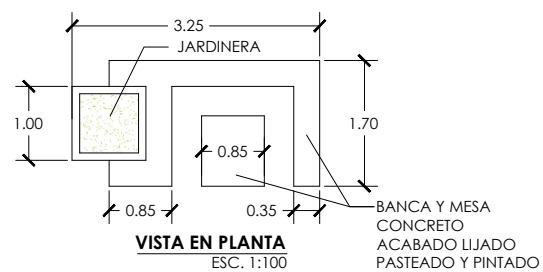 3.25
JARDINERA
1.00
0.85
1.70
0.85
0.35
BANCA Y MESA
CONCRETO
ACABADO LIJADO
PASTEADO Y PINTADO
VISTA EN PLANTA
ESC. 1:100